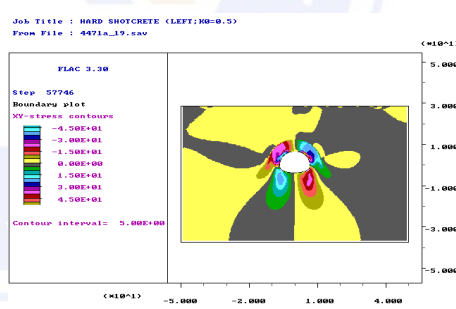 Job Title : HARD SHOTCRETE (LEFT;K0=0.5)
From File : 4471a_19.sav
(*10^1)
FLAC 3.30
Step 57746
Boundary plot
XY-stress contours
-4.50E+01
-3.00E+01
-1.50E+01
0.00E+00
1.50E+01
3.00E+01
4.50E+01
Contour interval= 5.00E+00
5.000
3.000
1.000
-1.000
-3.000
-5.000
(*10^1)
-5.000
-2.000
1.000
4.000